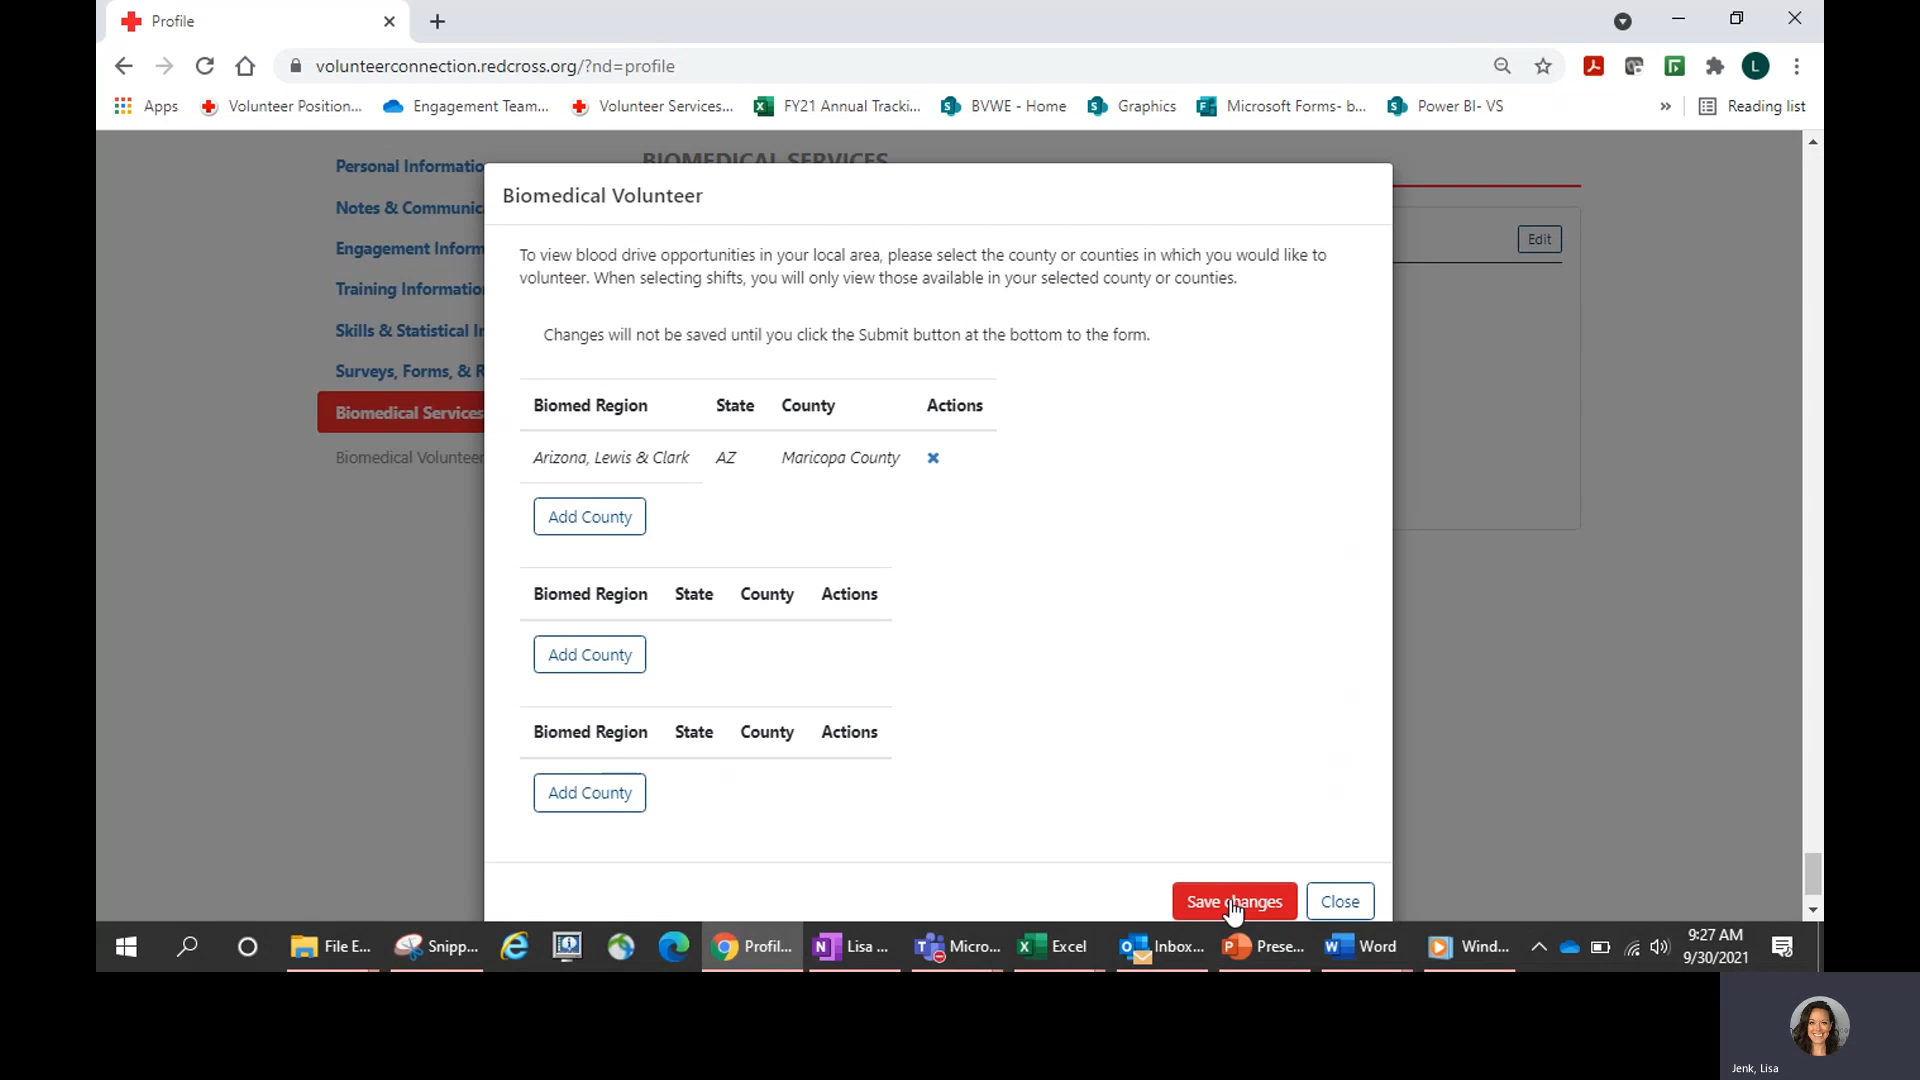 Profile
volunteerconnection.redcross.org/?nd=profile
L
Apps
Volunteer Position...
Engagement Team...
Volunteer Services...
FY21 Annual Tracki...
BVWE - Home
Graphics
Microsoft Forms- b...
Power BI- VS
»
Reading list
BIOMEDICAL SERVICES
Personal Informatio
Notes & Communic
Engagement Inform
Training Informatio
Skills & Statistical I
Surveys, Forms, & R
Biomedical Services
Biomedical Volunteer
Edit
Biomedical Volunteer
To view blood drive opportunities in your local area, please select the county or counties in which you would like to
volunteer. When selecting shifts, you will only view those available in your selected county or counties.
Changes will not be saved until you click the Submit button at the bottom to the form.
Biomed Region State County Actions
Arizona, Lewis & Clark AZ Maricopa County
Add County
Biomed Region State County Actions
Add County
Biomed Region State County Actions
Add County
Save changes
Close
File E...
Snipp...
Profil...
Lisa ...
Micro...
Excel
Inbox...
Prese...
Word
Wind...
9:27 AM
9/30/2021
Jenk, Lisa